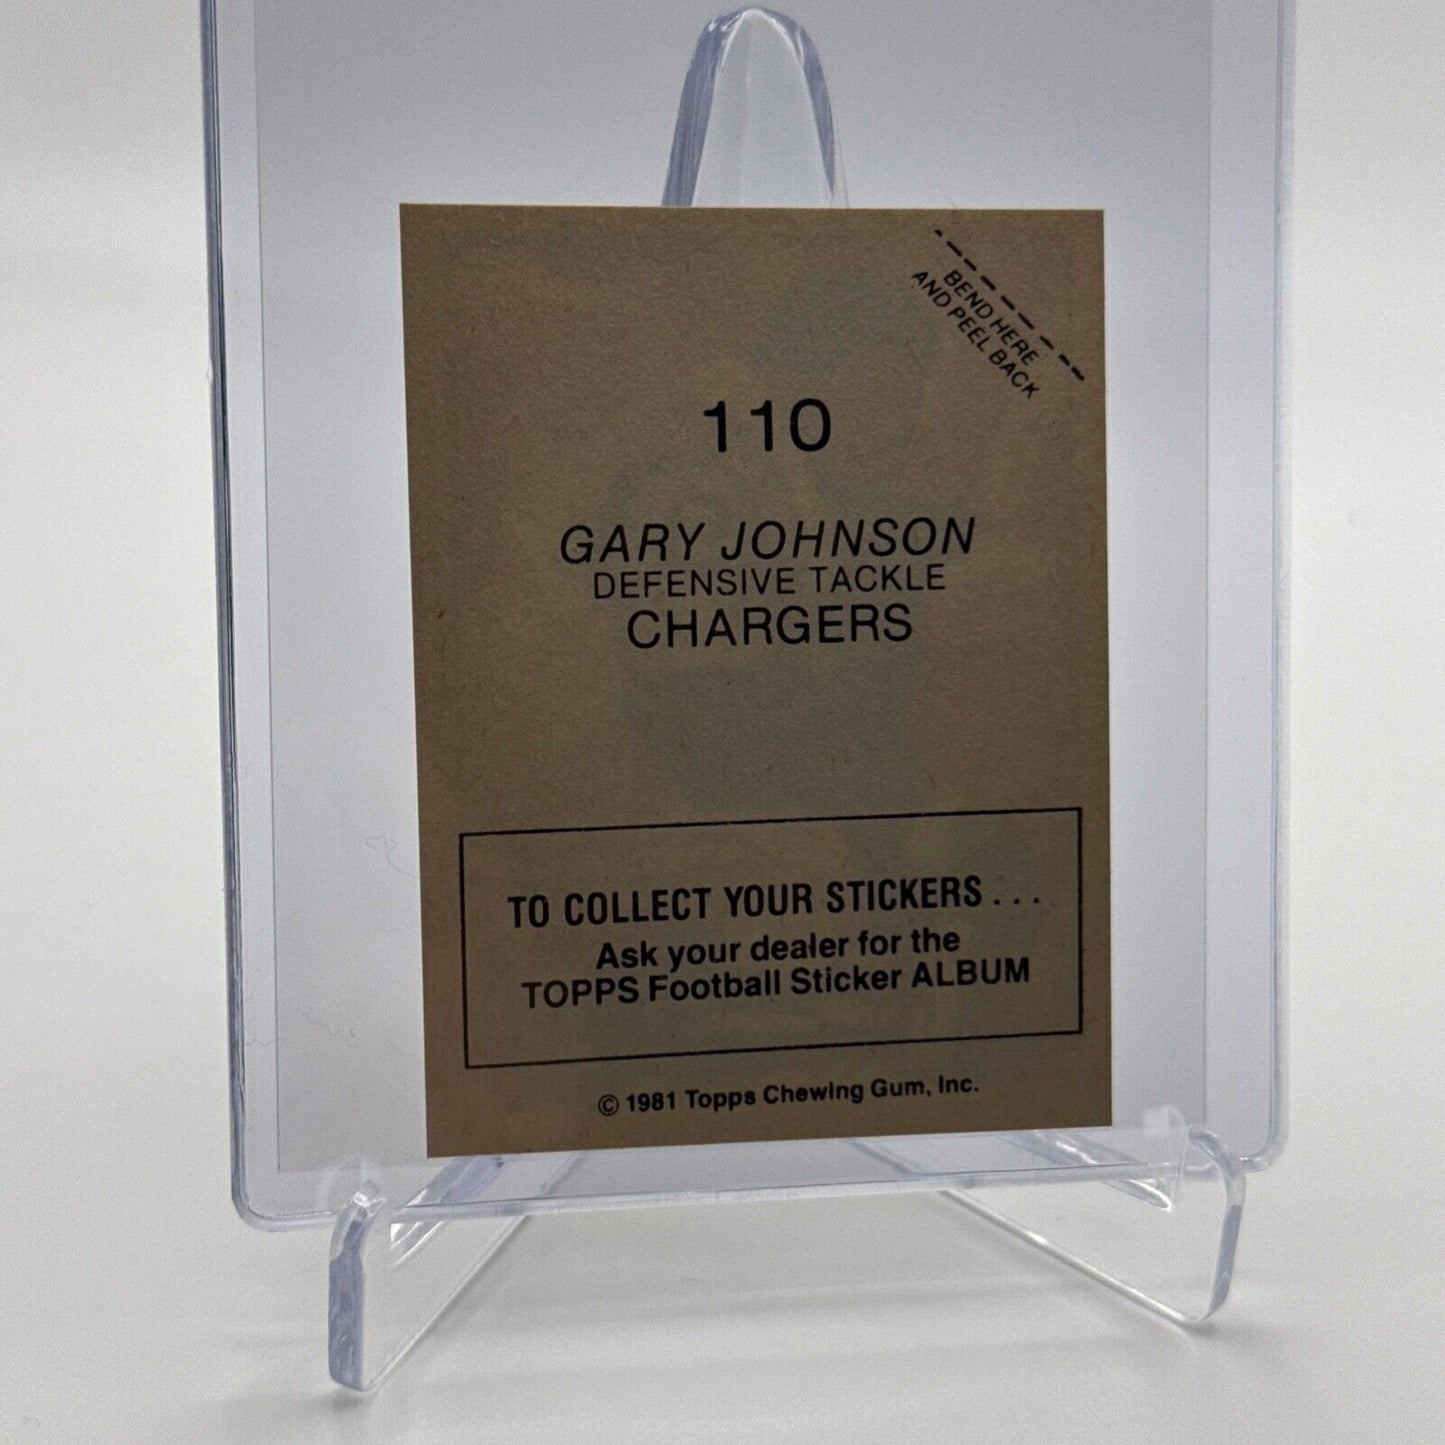 BEND HERE
AND PEEL BACK
110
GARY JOHNSON
DEFENSIVE TACKLE
CHARGERS
TO COLLECT YOUR STICKERS...
Ask your dealer for the
TOPPS Football Sticker ALBUM
© 1981 Topps Chewing Gum, Inc.